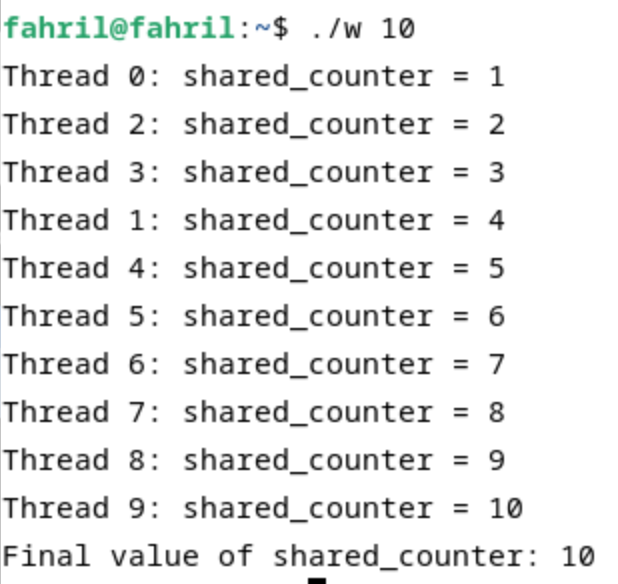 fahril@fahril:~$ ./w 10
Thread 0: shared_counter = 1
Thread 2: shared_counter = 2
Thread 3: shared_counter = 3
Thread 1: shared_counter = 4
Thread 4: shared_counter = 5
Thread 5: shared_counter = 6
Thread 6: shared_counter = 7
Thread 7: shared_counter = 8
Thread 8: shared_counter = 9
Thread 9: shared_counter = 10
Final value of shared_counter: 10